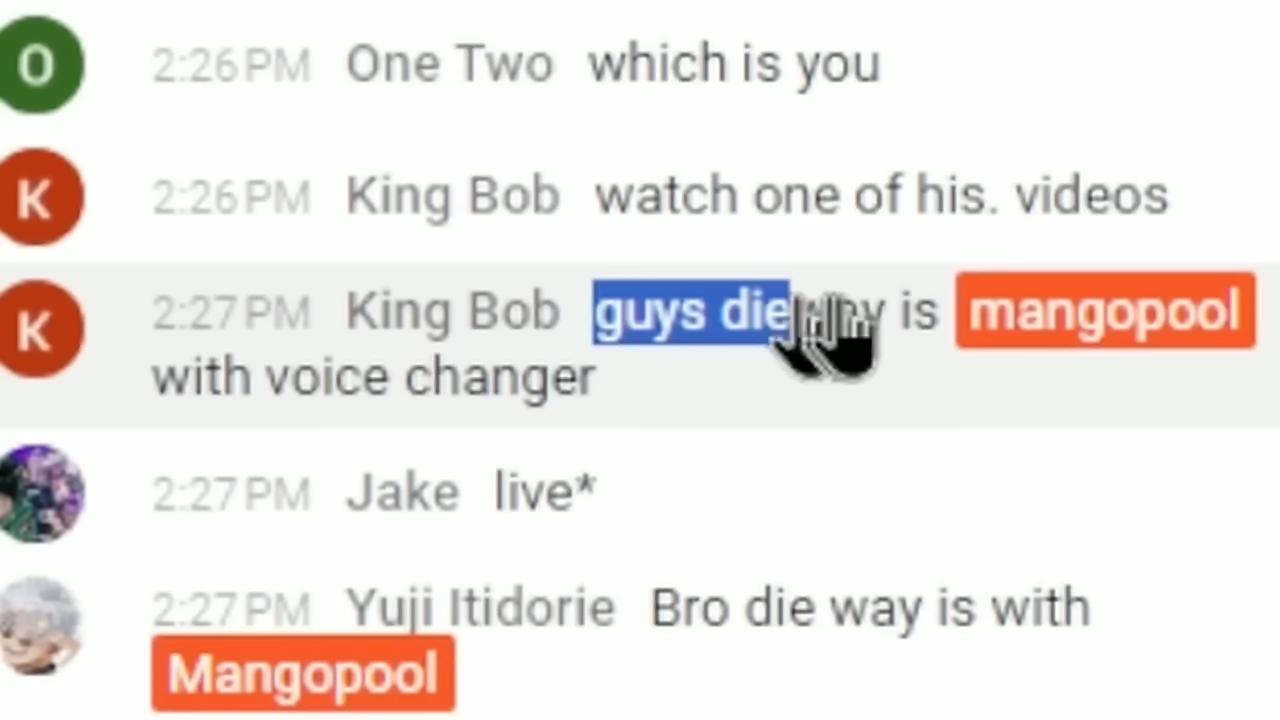 O
2:26 PM One Two which is you
K
2:26 PM King Bob watch one of his. videos
K
2:27 PM King Bob guys die is mangopool
with voice changer
2:27 PM Jake live*
2:27 PM Yuji Itidorie Bro die way is with
Mangopool